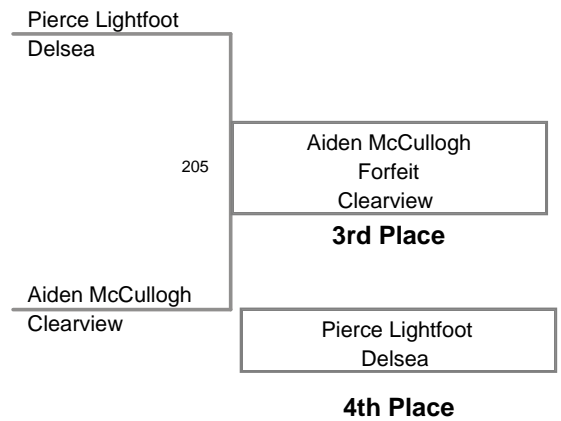 Pierce Lightfoot
Delsea
205
Aiden McCullogh
Forfeit
Clearview
3rd Place
Aiden McCullogh
Clearview
Pierce Lightfoot
Delsea
4th Place